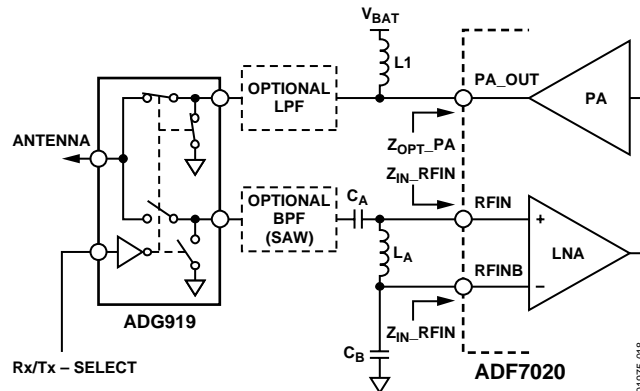 VBAT
L1
OPTIONAL
LPF
PA_OUT
PA
ANTENNA
ZOPT_PA
ZIN_RFIN
CA
RFIN
OPTIONAL
BPF
(SAW)
LA
+
LNA
RFINB
–
ADG919
ZIN_RFIN
CB
Rx/Tx – SELECT
ADF7020